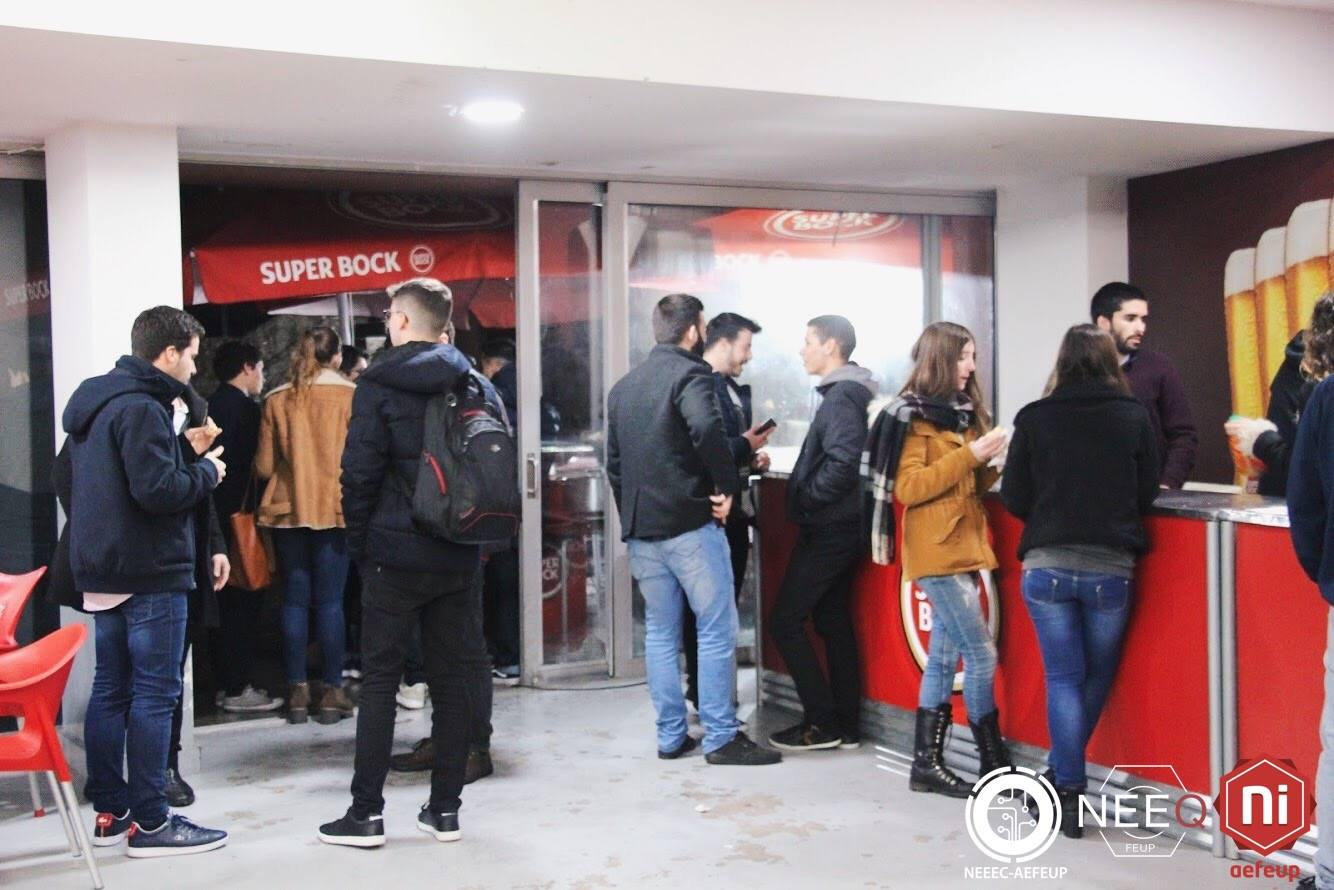 SUPER BOCK
SUPER
BOCK
SUPER BOCK
NEEEC-AEFEUP
NEEQ
FEUP
ni
aefeup